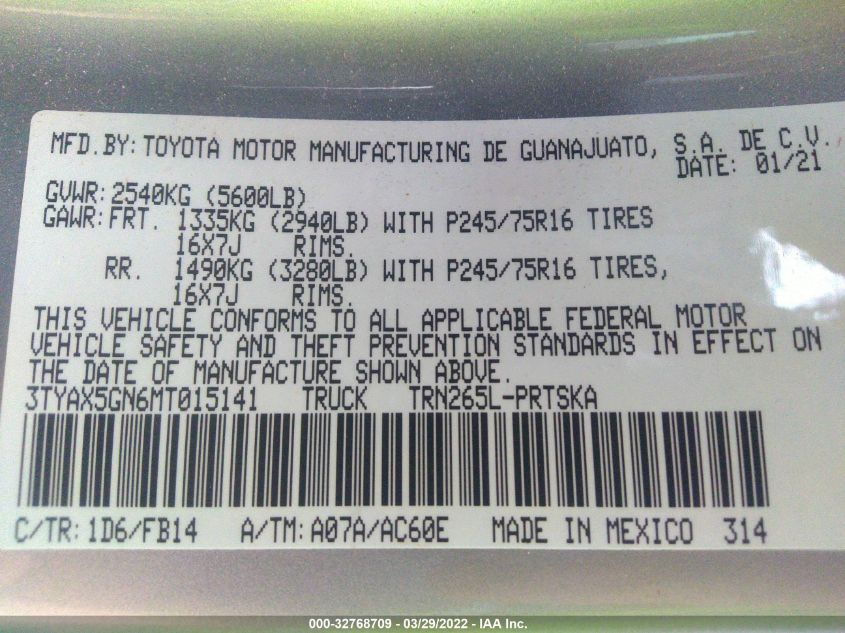 MFD.BY: TOYOTA MOTOR MANUFACTURING DE GUANAJUATO, S.A. DE C.V.
DATE: 01/21
GVWR: 2540KG (5600LB)
GAWR: FRT. 1335KG (2940LB) WITH P245/75R16 TIRES
16X7J RIMS.
RR. 1490KG (3280LB) WITH P245/75R16 TIRES,
16X7J RIMS.
THIS VEHICLE CONFORMS TO ALL APPLICABLE FEDERAL MOTOR
VEHICLE SAFETY AND THEFT PREVENTION STANDARDS IN EFFECT ON
THE DATE OF MANUFACTURE SHOWN ABOVE.
3TYAX5GN6MT015141 TRUCK TRN265L-PRTSKA
C/TR: 1D6/FB14 A/TM: A07A/AC60E MADE IN MEXICO 314
000-32768709 - 03/29/2022 - IAA Inc.